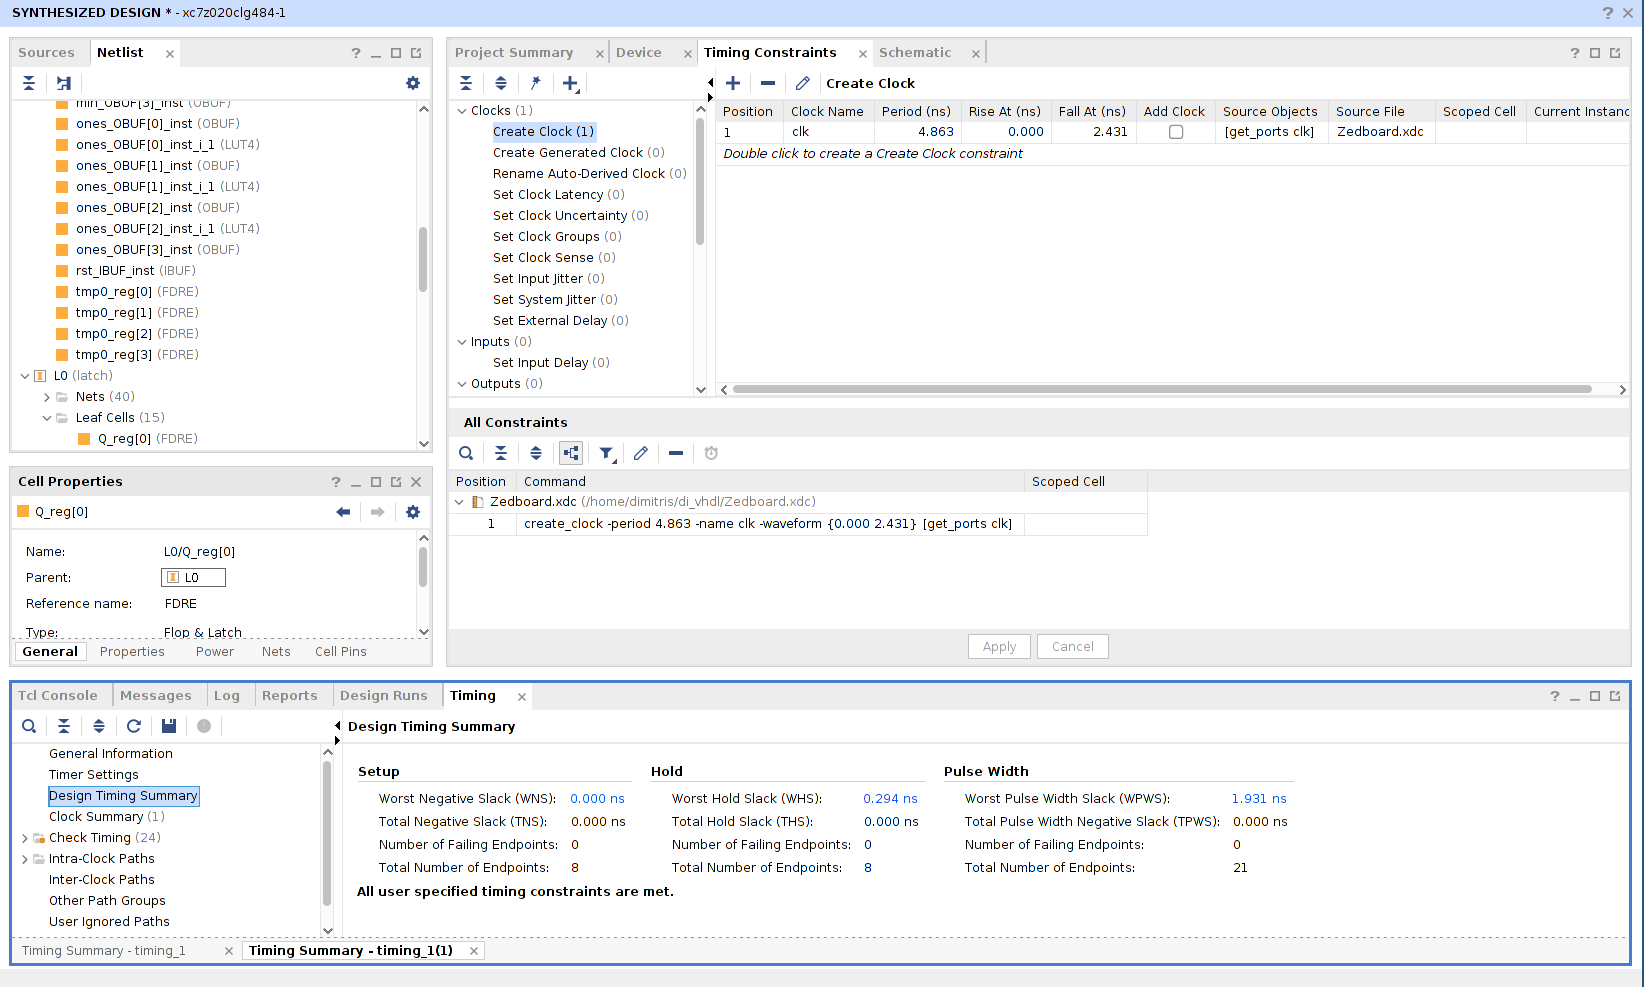 SYNTHESIZED DESIGN * - xc7z020clg484-1
Sources
Netlist
min_OBUF[3]_inst (OBUF)
ones_OBUF[0]_inst (OBUF)
ones_OBUF[0]_inst_i_1 (LUT4)
ones_OBUF[1]_inst (OBUF)
ones_OBUF[1]_inst_i_1 (LUT4)
ones_OBUF[2]_inst (OBUF)
ones_OBUF[2]_inst_i_1 (LUT4)
ones_OBUF[3]_inst (OBUF)
rst_IBUF_inst (IBUF)
tmp0_reg[0] (FDRE)
tmp0_reg[1] (FDRE)
tmp0_reg[2] (FDRE)
tmp0_reg[3] (FDRE)
L0 (latch)
Nets (40)
Leaf Cells (15)
Q_reg[0] (FDRE)
Cell Properties
Q_reg[0]
Name: L0/Q_reg[0]
Parent: L0
Reference name: FDRE
Type: Flop & Latch
General Properties Power Nets Cell Pins
Project Summary Device Timing Constraints Schematic
Clocks (1)
Create Clock (1)
Create Generated Clock (0)
Rename Auto-Derived Clock (0)
Set Clock Latency (0)
Set Clock Uncertainty (0)
Set Clock Groups (0)
Set Clock Sense (0)
Set Input Jitter (0)
Set System Jitter (0)
Set External Delay (0)
Inputs (0)
Set Input Delay (0)
Outputs (0)
Create Clock
Position Clock Name Period (ns) Rise At (ns) Fall At (ns) Add Clock Source Objects Source File Scoped Cell Current Instanc
1 clk 4.863 0.000 2.431 [get_ports clk] Zedboard.xdc
Double click to create a Create Clock constraint
All Constraints
Position Command Scoped Cell
Zedboard.xdc (/home/dimitris/di_vhdl/Zedboard.xdc)
1 create_clock -period 4.863 -name clk -waveform {0.000 2.431} [get_ports clk]
Apply Cancel
Tcl Console Messages Log Reports Design Runs Timing
General Information
Timer Settings
Design Timing Summary
Clock Summary (1)
Check Timing (24)
Intra-Clock Paths
Inter-Clock Paths
Other Path Groups
User Ignored Paths
Design Timing Summary
Setup Hold Pulse Width
Worst Negative Slack (WNS): 0.000 ns Worst Hold Slack (WHS): 0.294 ns Worst Pulse Width Slack (WPWS): 1.931 ns
Total Negative Slack (TNS): 0.000 ns Total Hold Slack (THS): 0.000 ns Total Pulse Width Negative Slack (TPWS): 0.000 ns
Number of Failing Endpoints: 0 Number of Failing Endpoints: 0 Number of Failing Endpoints: 0
Total Number of Endpoints: 8 Total Number of Endpoints: 8 Total Number of Endpoints: 21
All user specified timing constraints are met.
Timing Summary - timing_1 Timing Summary - timing_1(1)